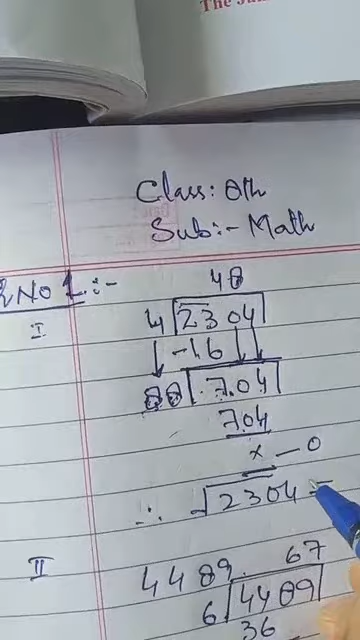 Class: 8th
Sub:- Math
No 1.:-
48
I 4 2304
-16
88 704
704
x - 0
∴ √2304 =
II 4489. 67
6 4489
36